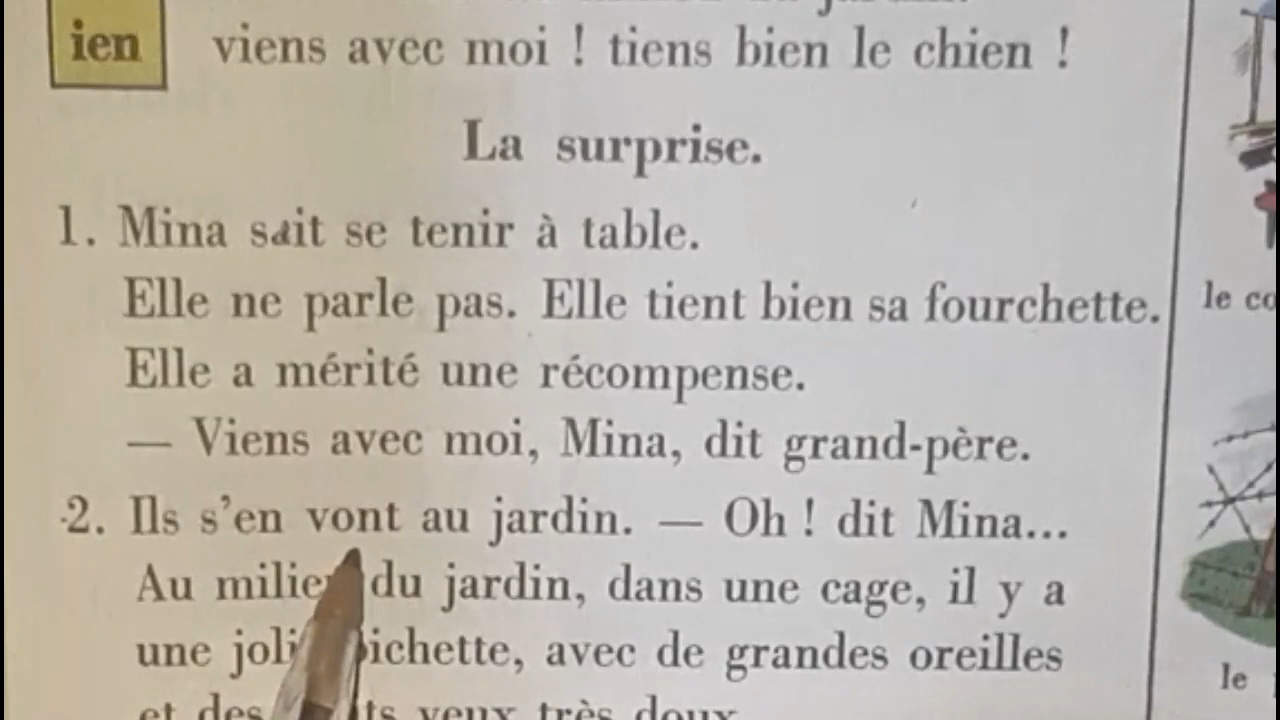 ien
viens avec moi ! tiens bien le chien !
La surprise.
1. Mina sait se tenir à table.
Elle ne parle pas. Elle tient bien sa fourchette.
Elle a mérité une récompense.
— Viens avec moi, Mina, dit grand-père.
2. Ils s'en vont au jardin. — Oh ! dit Mina...
Au milieu du jardin, dans une cage, il y a
une jolie bichette, avec de grandes oreilles
et des yeux très doux
le
le